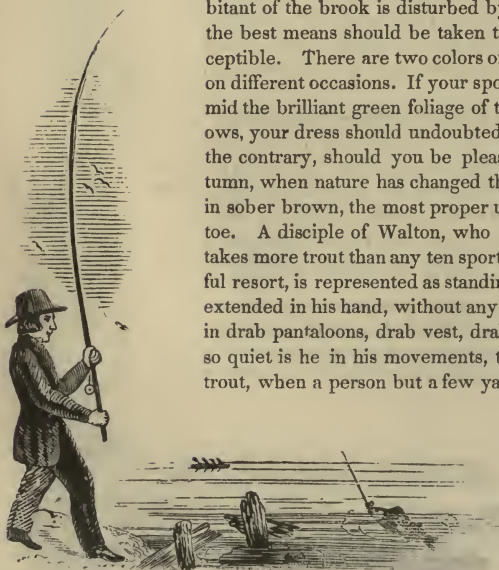 bitant of the brook is disturbed b
the best means should be taken t
ceptible. There are two colors o
on different occasions. If your spo
mid the brilliant green foliage of t
ows, your dress should undoubted
the contrary, should you be pleas
tumn, when nature has changed th
in sober brown, the most proper u
toe. A disciple of Walton, who
takes more trout than any ten sport
ful resort, is represented as standin
extended in his hand, without any
in drab pantaloons, drab vest, dra
so quiet is he in his movements, t
trout, when a person but a few ya